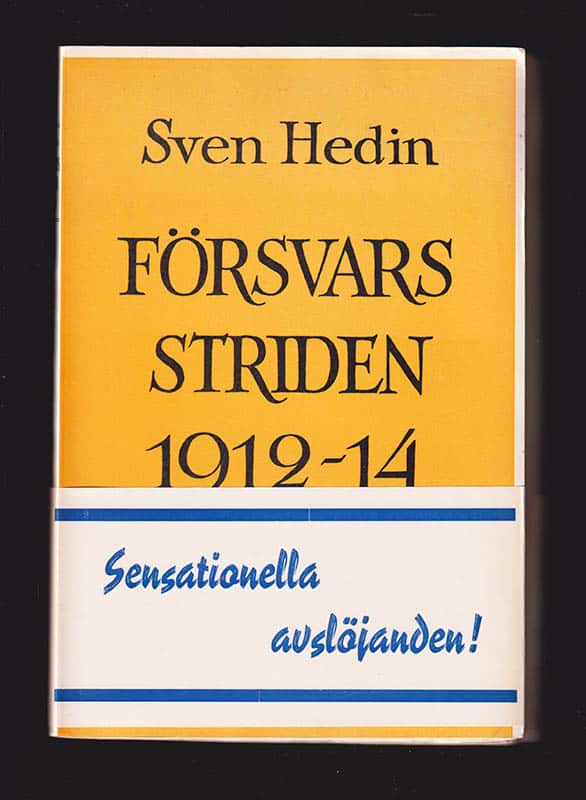 Sven Hedin
FÖRSVARS
STRIDEN
1912-14
Sensationella
avslöjanden!